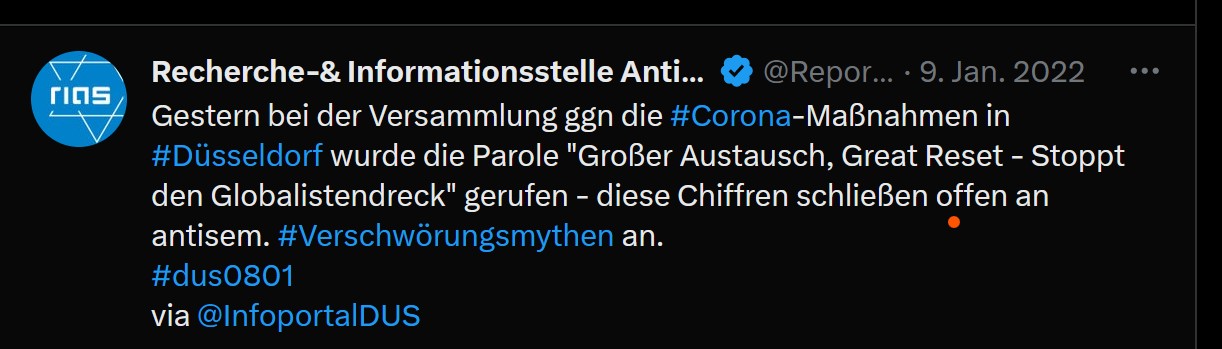 rias
Recherche-& Informationsstelle Anti... @Repor... · 9. Jan. 2022
Gestern bei der Versammlung ggn die #Corona-Maßnahmen in
#Düsseldorf wurde die Parole "Großer Austausch, Great Reset - Stoppt
den Globalistendreck" gerufen - diese Chiffren schließen offen an
antisem. #Verschwörungsmythen an.
#dus0801
via @InfoportalDUS